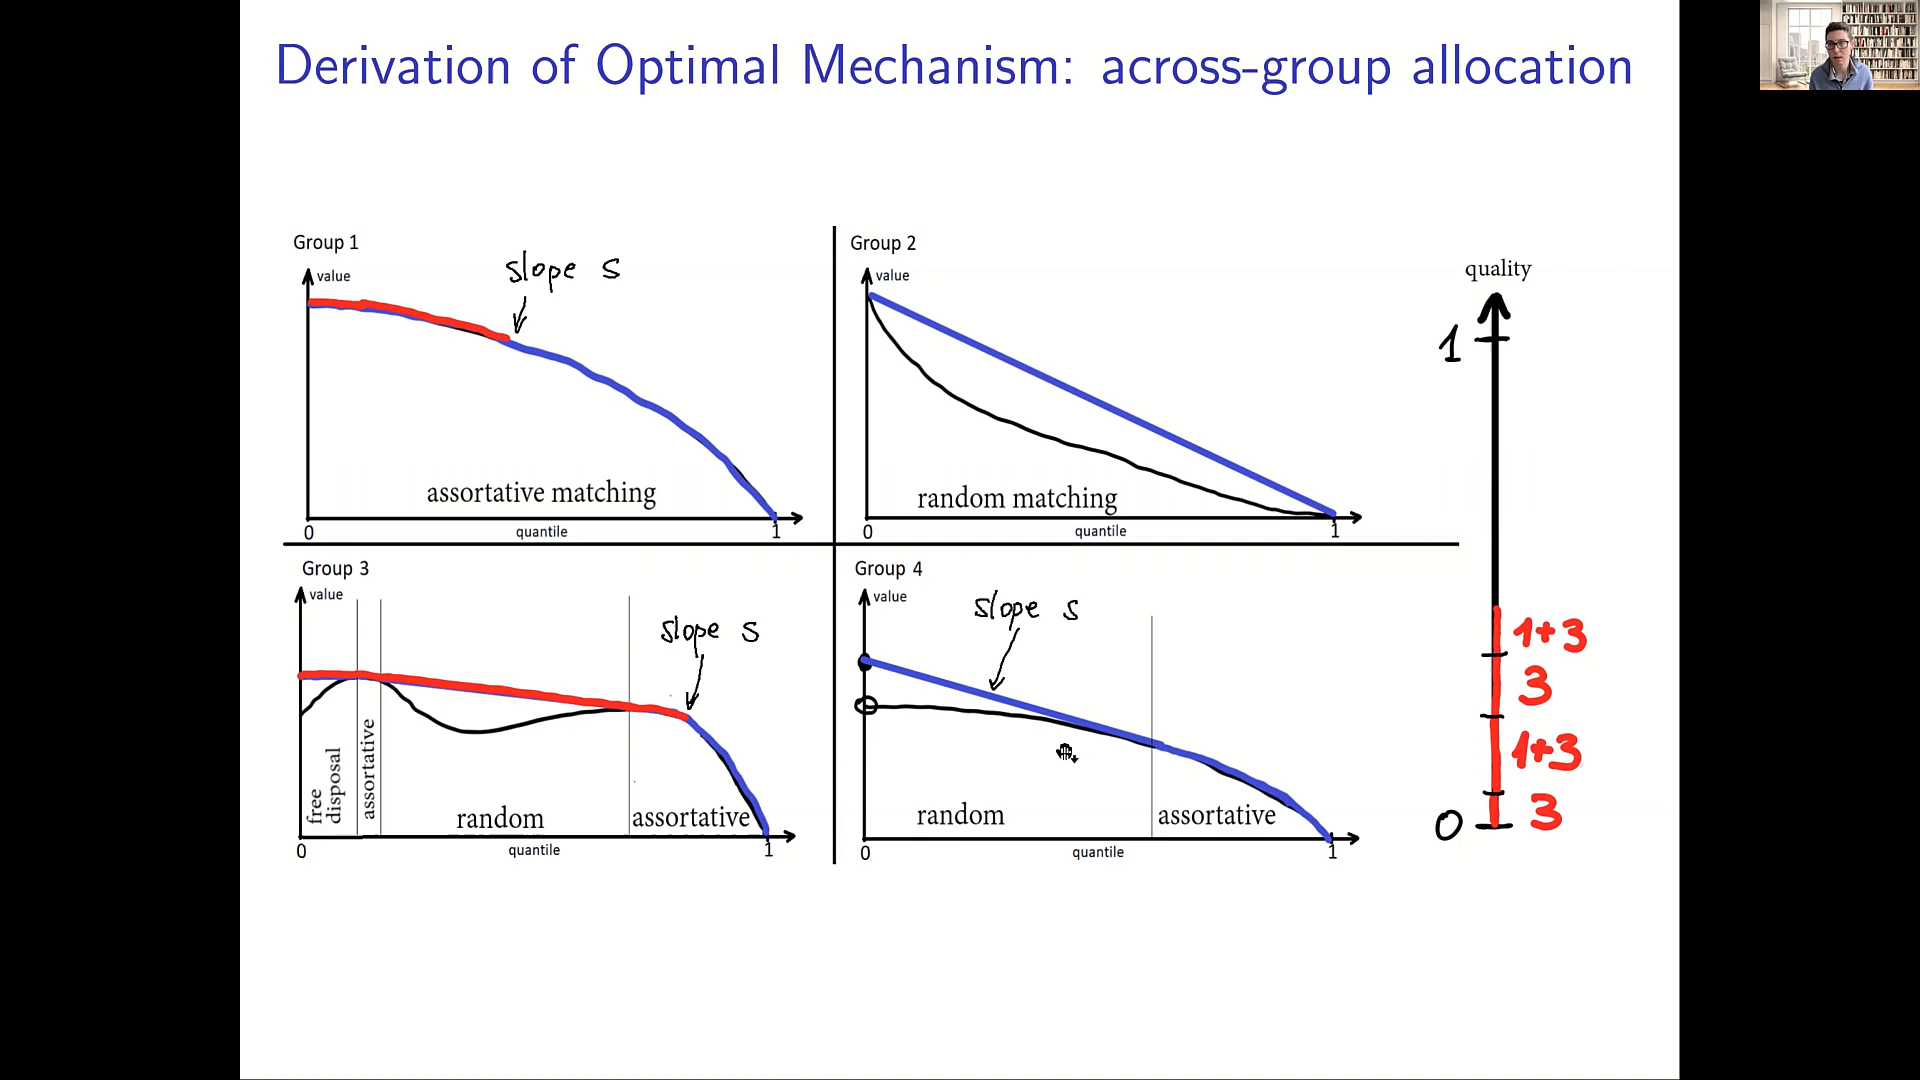 Derivation of Optimal Mechanism: across-group allocation
Group 1
value
slope s
assortative matching
0
quantile
1
Group 2
value
random matching
0
quantile
1
Group 3
value
slope s
free disposal
assortative
random
assortative
0
quantile
1
Group 4
value
slope s
random
assortative
0
quantile
1
quality
1
1+3
3
1+3
3
0